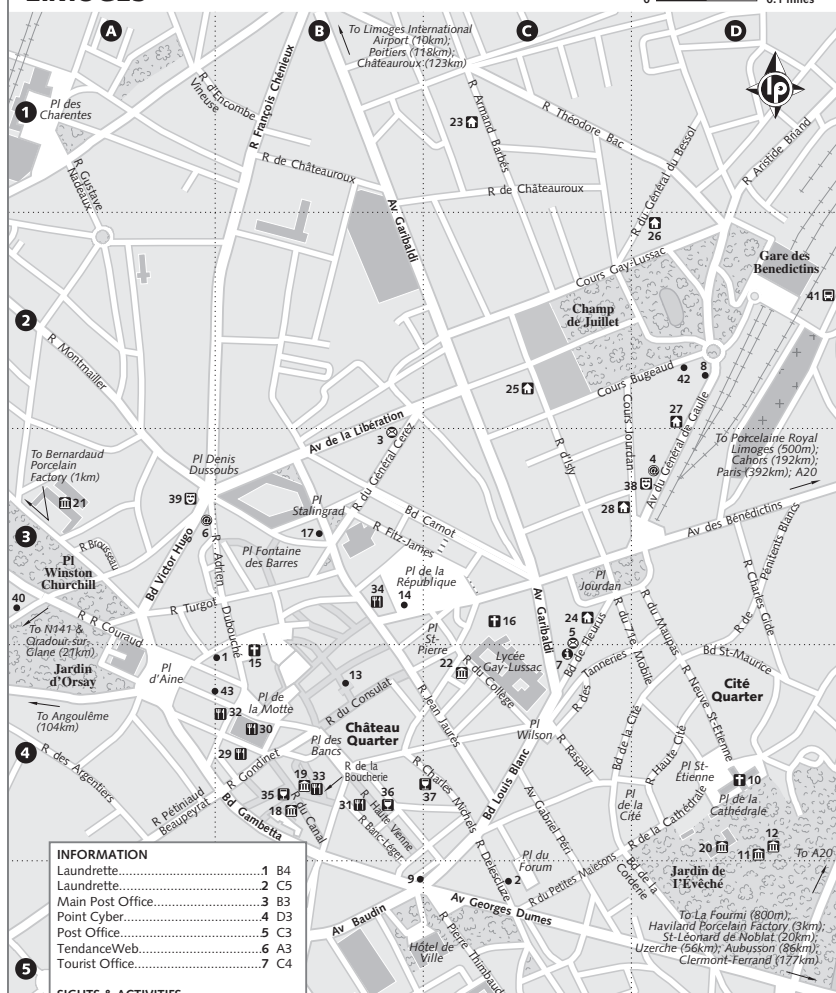 A
B
C
D
0.1 miles
To Limoges International
Airport (10km);
Poitiers (118km);
Châteauroux (123km)
lp
1
Pl des
Charentes
R d'Encombe
Vineuse
R François Chénieux
R Gustave
Nadeaux
R de Châteauroux
Av Garibaldi
23
R Armand Barbès
R Théodore Bac
R de Châteauroux
R du Général du Bessol
R Aristide Briand
26
Cours Gay-Lussac
Gare des
Benedictins
41
2
R Montmailler
Champ
de Juillet
Cours Bugeaud
42
8
25
27
Cours Jourdan
Av du Général de Gaulle
Av de la Libération
3
R du Général Cérez
R d'Isly
4
38
28
To Porcelaine Royal
Limoges (500m);
Cahors (192km);
Paris (392km); A20
To Bernardaud
Porcelain
Factory (1km)
21
Pl Denis
Dussoubs
39
6
Pl
Stalingrad
17
Bd Carnot
Av des Bénédictins
3
R Brousseau
Pl
Winston
Churchill
Bd Victor Hugo
R Adrien
Dubouché
Pl Fontaine
des Barres
R Fitz-James
Pl de la
République
34
14
Pl
Jourdan
R Charles Gide
R de
Pénitents Blancs
40
R Turgot
R R Couraud
To N141 &
Oradour-sur-
Glane (21km)
Jardin
d'Orsay
Pl
d'Aine
1
15
Pl
St-
Pierre
16
Av Garibaldi
24
5
7
Bd de Fleurus
R du 71e Mobile
R du Maupas
Bd St-Maurice
22
Lycée
Gay-Lussac
R du Collège
R des
Tanneries
Cité
Quarter
R Neuve St-Etienne
To Angoulême
(104km)
43
32
30
Pl de
la Motte
13
R du Consulat
R Jean Jaurès
Château
Quarter
Pl des
Bancs
Pl
Wilson
R Raspail
Bd de la Cité
R Haute Cité
Pl St-
Étienne
10
Pl de la
Cathédrale
4
R des Argentiers
29
R Gondinet
R Pétiniaud
Beaupeyrat
Bd Gambetta
19
33
R de la
Boucherie
35
18
R du Canal
31
36
R Haute Vienne
R Banc-Léger
R Charles Michels
37
Bd Louis Blanc
Av Gabriel Péri
Pl
de la
Cité
R de la Cathédrale
20
11
12
Jardin de
l'Evêché
To A20
9
R Delescluze
Pl du
Forum
2
R du Petites Maisons
Bd de la
Corderie
Av Georges Dumes
Av Baudin
Hôtel de
Ville
R Pierre Thimbaud
To La Fourmi (800m);
Haviland Porcelain Factory (3km);
St-Léonard de Noblat (20km);
Uzerche (56km); Aubusson (86km);
Clermont-Ferrand (177km)
5
INFORMATION
Laundrette 1 B4
Laundrette 2 C5
Main Post Office 3 B3
Point Cyber 4 D3
Post Office 5 C3
TendanceWeb 6 A3
Tourist Office 7 C4